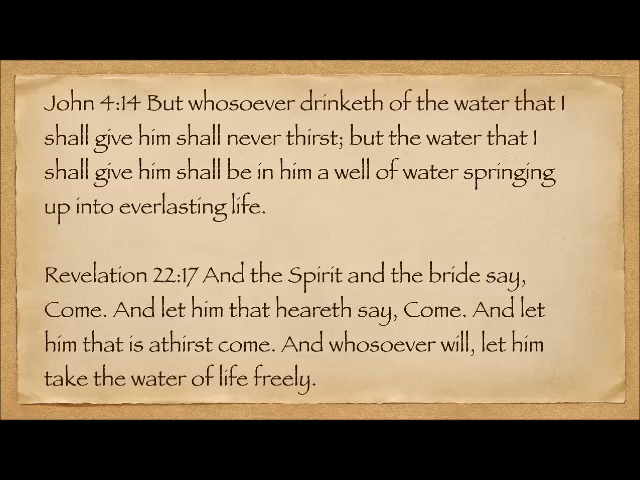 John 4:14 But whosoever drinketh of the water that I
shall give him shall never thirst; but the water that I
shall give him shall be in him a well of water springing
up into everlasting life.
Revelation 22:17 And the Spirit and the bride say,
Come. And let him that heareth say, Come. And let
him that is athirst come. And whosoever will, let him
take the water of life freely.